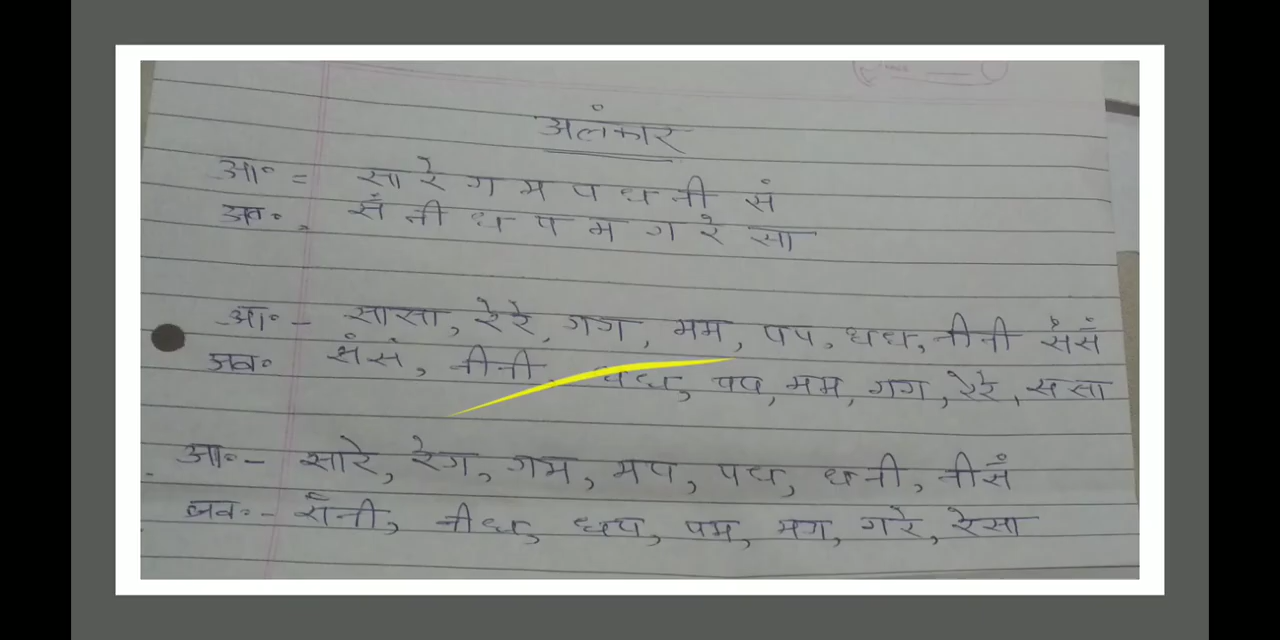 अलंकार
आ॰ = सा रे ग म प ध नी सं
अव॰ - सं नी ध प म ग रे सा
आ॰ - सासा, रेरे, गग, मम, पप, धध, नीनी संसं
अव॰ संसं, नीनी, धध, पप, मम, गग, रेरे, ससा
आ॰ - सारे, रेग, गम, मप, पध, धनी, नीसं
अव॰ - संनी, नीध, धप, पम, मग, गरे, रेसा